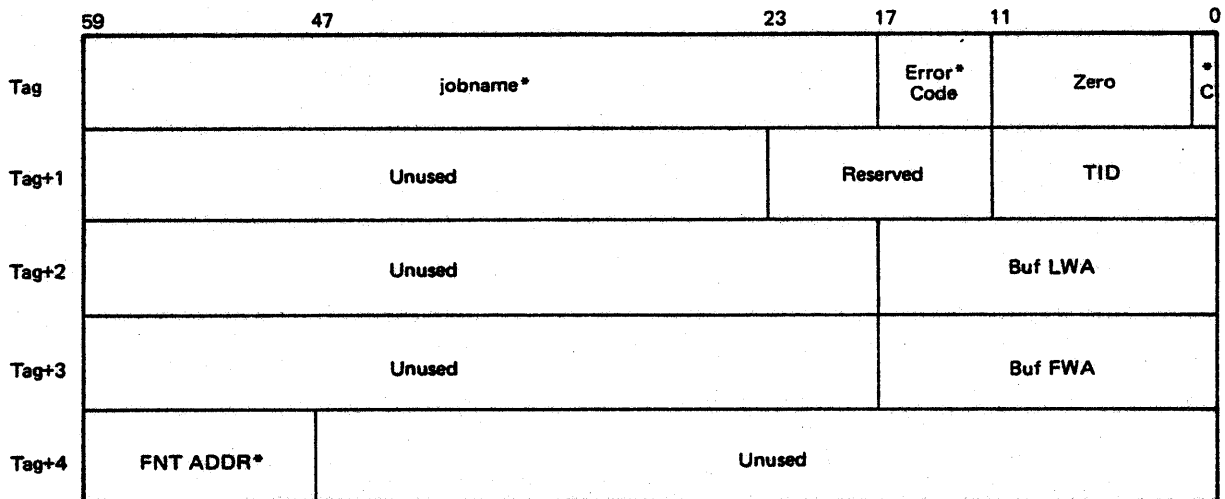 59 47 23 17 11 0
Tag jobname* Error* Code Zero * C
Tag+1 Unused Reserved TID
Tag+2 Unused Buf LWA
Tag+3 Unused Buf FWA
Tag+4 FNT ADDR* Unused